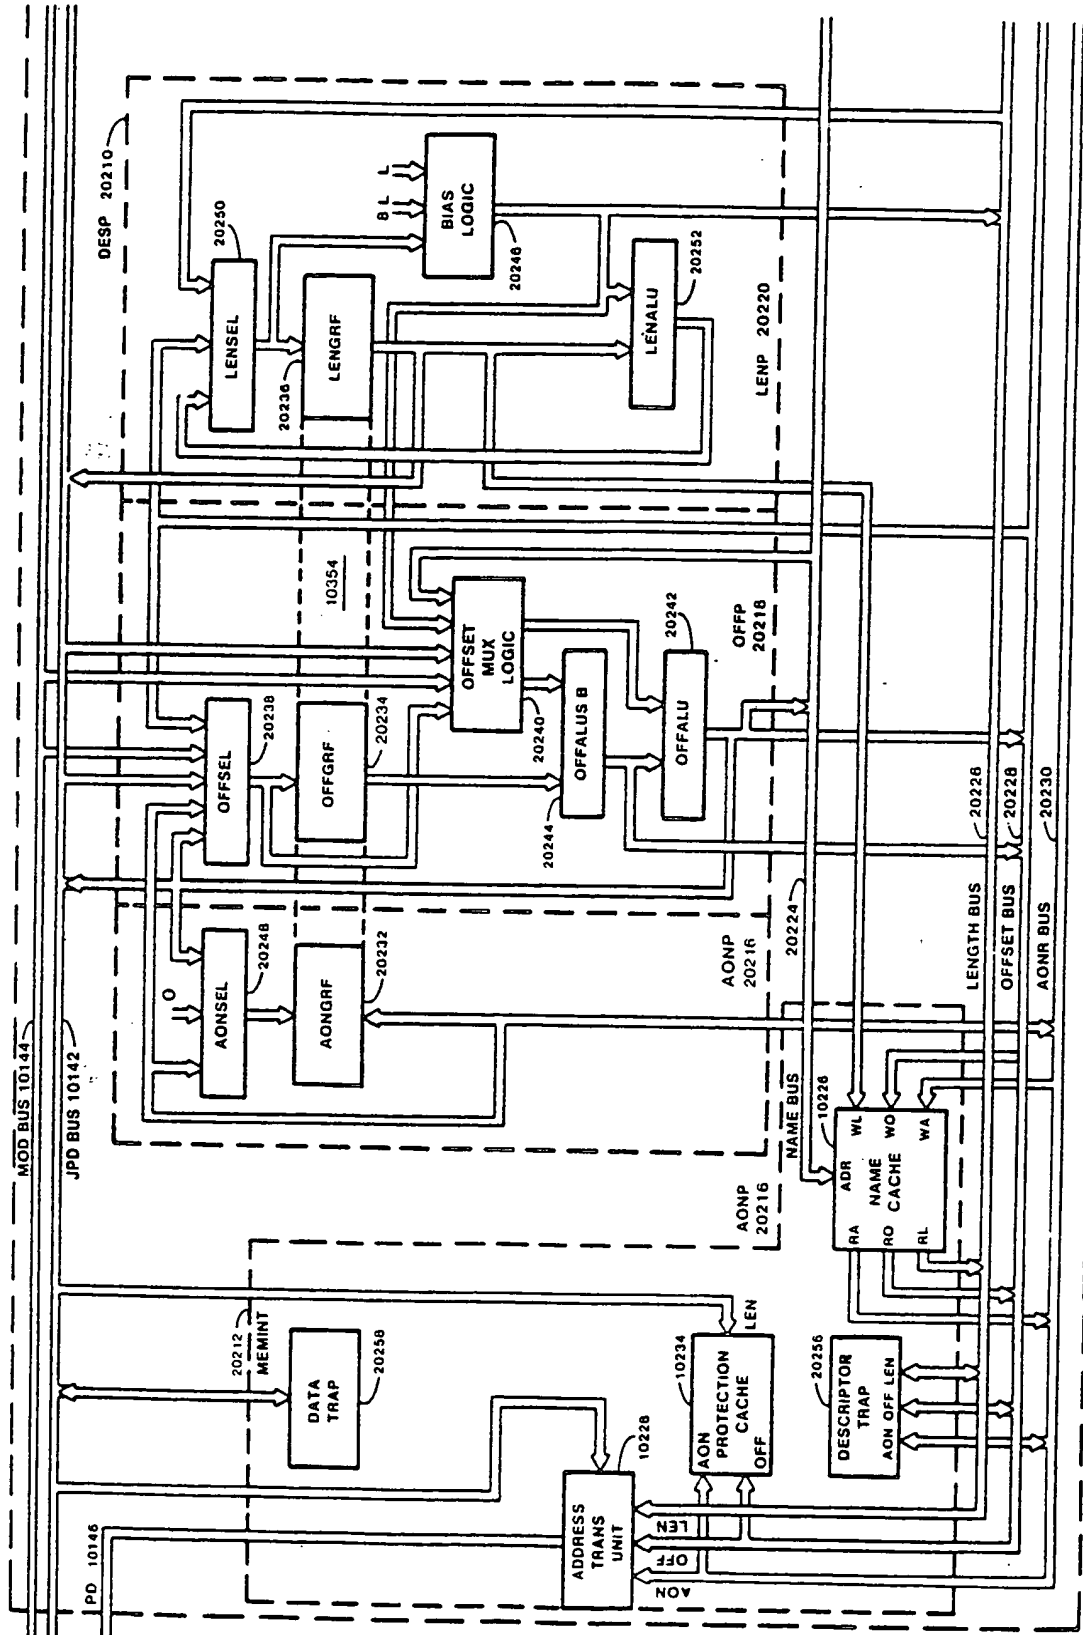 MOD BUS 10144
JPD BUS 10142
PD 10146
DESP 20210
20250
LENSEL
20236
LENGRF
B L
L
BIAS
LOGIC
20246
LENALU
20252
LENP 20220
10354
20238
OFFSEL
OFFGRF
20234
OFFSET
MUX
LOGIC
20240
OFFALUS B
20244
20242
OFFALU
OFFP
20218
O
AONSEL
20248
AONGRF
20232
AONP
20216
AONP
20216
20212
MEMINT
DATA
TRAP
20258
10228
ADDRESS
TRANS
UNIT
AON
OFF
LEN
10234
LEN
AON
PROTECTION
CACHE
OFF
NAME BUS
20224
10226
ADR
WL
NAME
CACHE
WO
WA
RA
RO
RL
20256
DESCRIPTOR
TRAP
AON OFF LEN
LENGTH BUS
20226
OFFSET BUS
20228
AONR BUS
20230